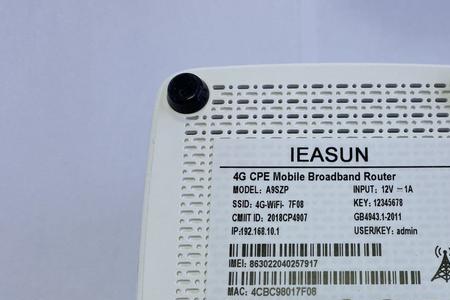 IEASUN
4G CPE Mobile Broadband Router
MODEL: A9SZP INPUT: 12V ⎓ 1A
SSID: 4G-WiFi- 7F08 KEY: 12345678
CMIIT ID: 2018CP4907 GB4943.1-2011
IP:192.168.10.1 USER/KEY: admin
IMEI: 863022040257917
MAC: 4CBC98017F08